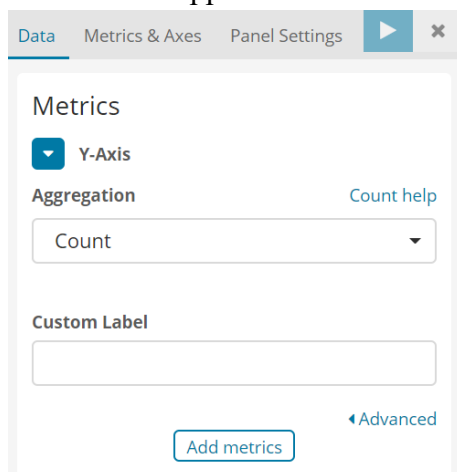 Data Metrics & Axes Panel Settings
Metrics
Y-Axis
Aggregation Count help
Count
Custom Label
Advanced
Add metrics